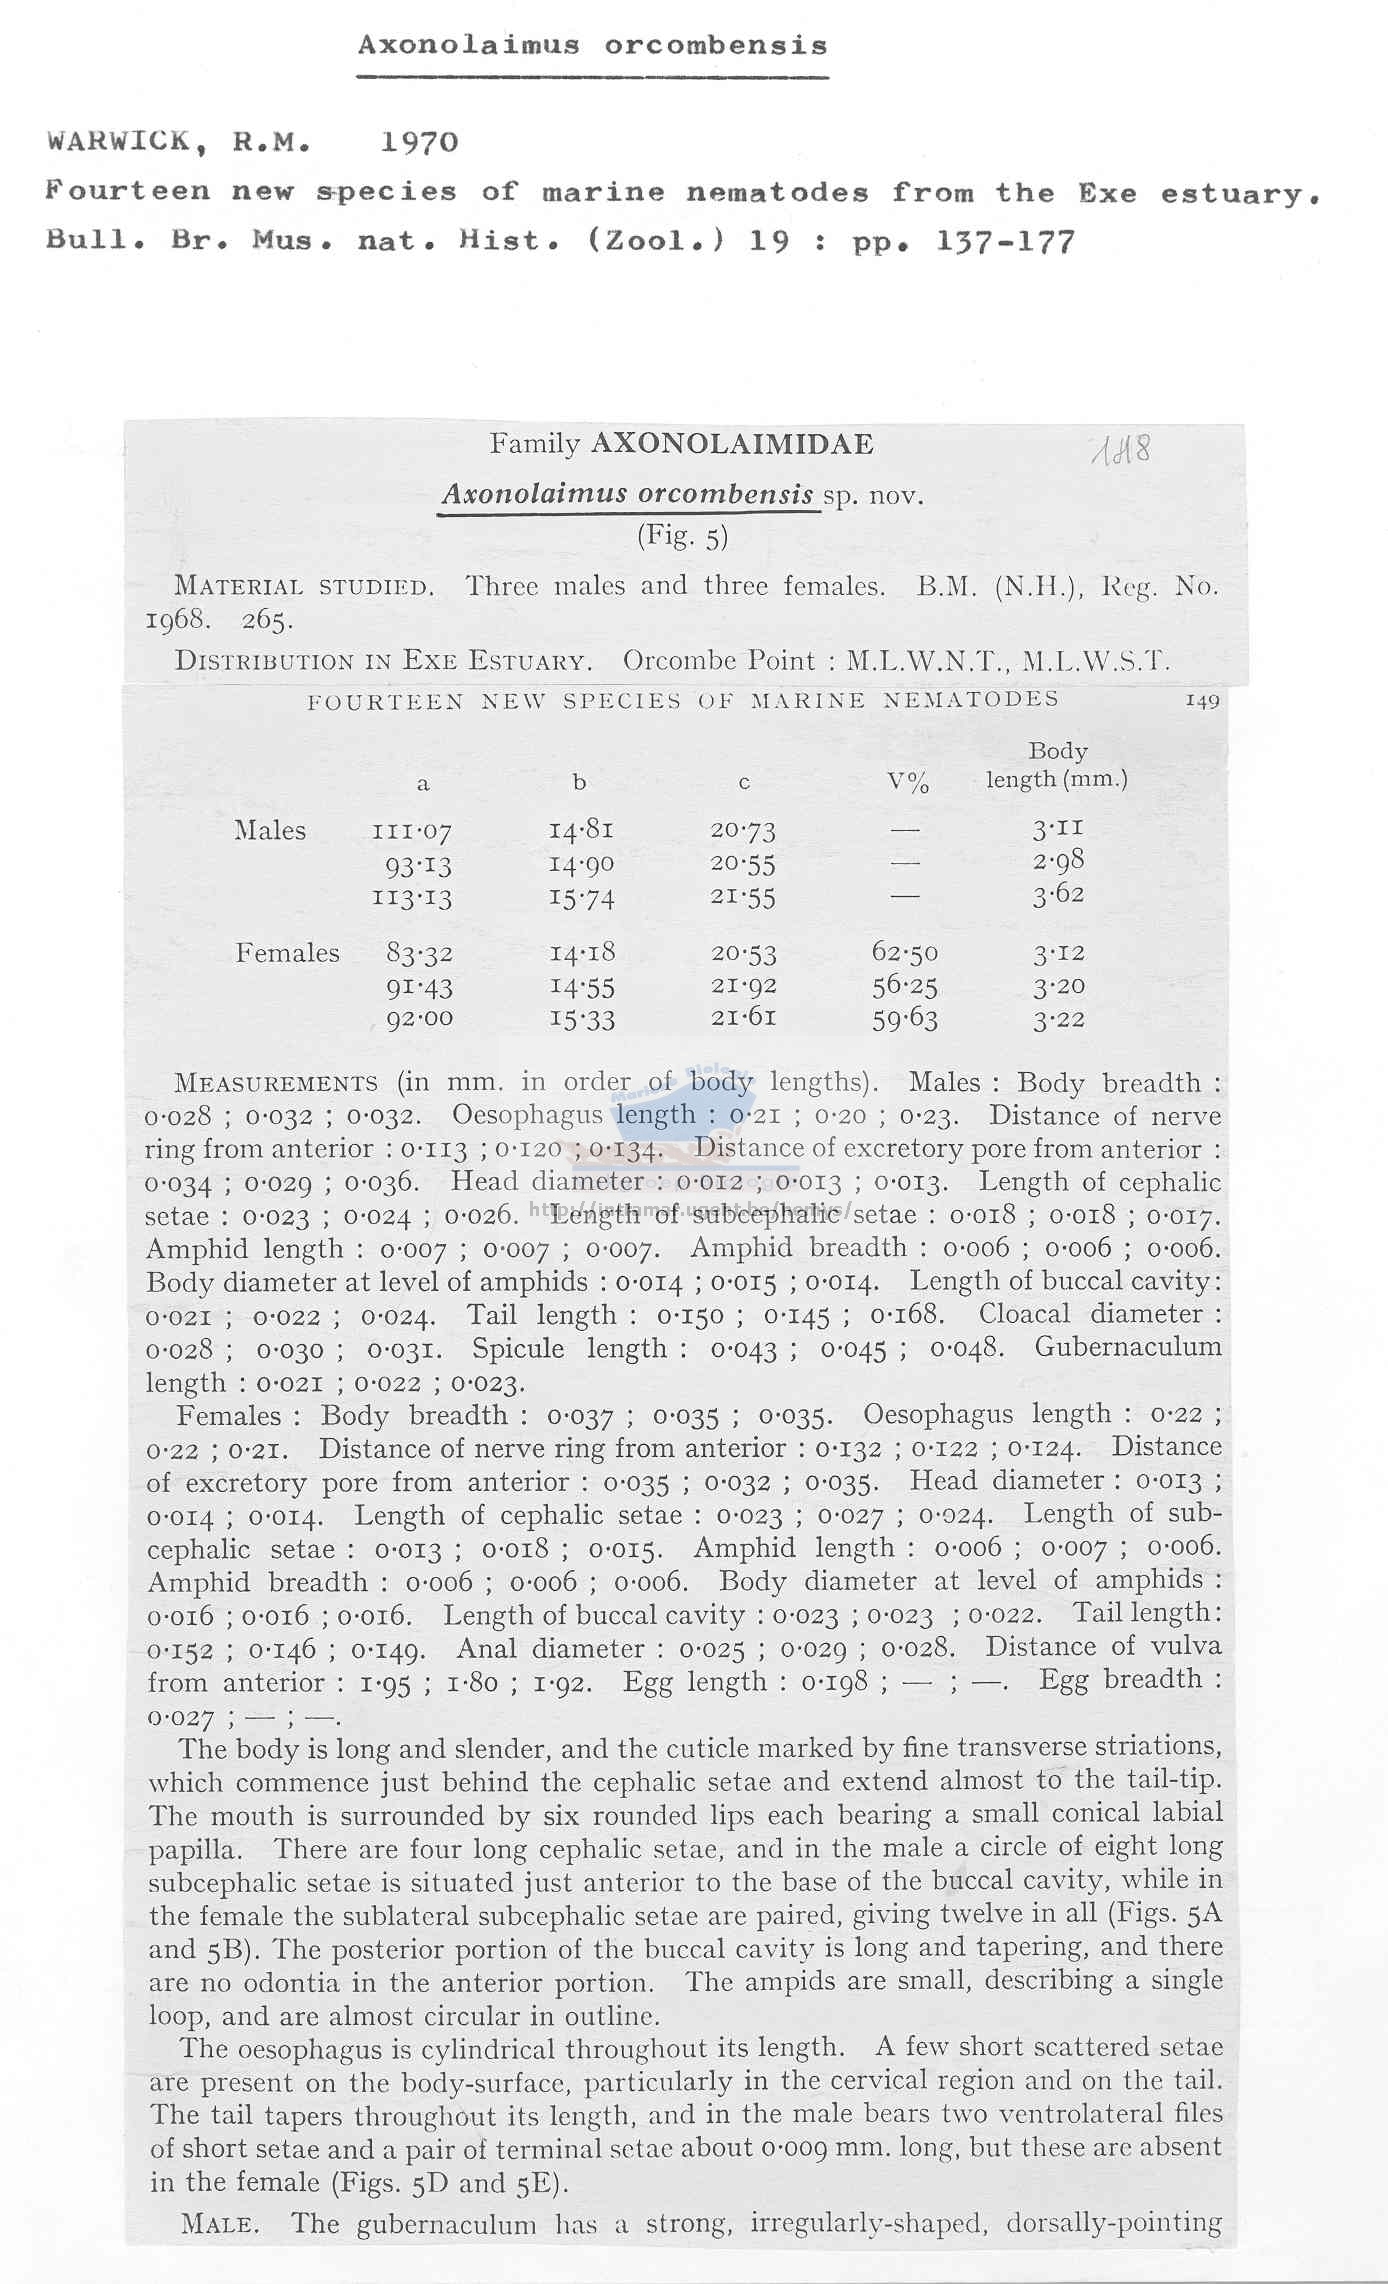 Axonolaimus orcombensis
WARWICK, R.M. 1970
Fourteen new species of marine nematodes from the Exe estuary.
Bull. Br. Mus. nat. Hist. (Zool.) 19 : pp. 137-177
Family AXONOLAIMIDAE
Axonolaimus orcombensis sp. nov.
(Fig. 5)
MATERIAL STUDIED. Three males and three females. B.M. (N.H.), Reg. No.
1968. 265.
DISTRIBUTION IN EXE ESTUARY. Orcombe Point : M.L.W.N.T., M.L.W.S.T.
FOURTEEN NEW SPECIES OF MARINE NEMATODES 149
Body
a b c V% length (mm.)
Males 111·07 14·81 20·73 — 3·11
93·13 14·90 20·55 — 2·98
113·13 15·74 21·55 — 3·62
Females 83·32 14·18 20·53 62·50 3·12
91·43 14·55 21·92 56·25 3·20
92·00 15·33 21·61 59·63 3·22
MEASUREMENTS (in mm. in order of body lengths). Males : Body breadth :
0·028 ; 0·032 ; 0·032. Oesophagus length : 0·21 ; 0·20 ; 0·23. Distance of nerve
ring from anterior : 0·113 ; 0·120 ; 0·134. Distance of excretory pore from anterior :
0·034 ; 0·029 ; 0·036. Head diameter : 0·012 ; 0·013 ; 0·013. Length of cephalic
setae : 0·023 ; 0·024 ; 0·026. Length of subcephalic setae : 0·018 ; 0·018 ; 0·017.
Amphid length : 0·007 ; 0·007 ; 0·007. Amphid breadth : 0·006 ; 0·006 ; 0·006.
Body diameter at level of amphids : 0·014 ; 0·015 ; 0·014. Length of buccal cavity :
0·021 ; 0·022 ; 0·024. Tail length : 0·150 ; 0·145 ; 0·168. Cloacal diameter :
0·028 ; 0·030 ; 0·031. Spicule length : 0·043 ; 0·045 ; 0·048. Gubernaculum
length : 0·021 ; 0·022 ; 0·023.
Females : Body breadth : 0·037 ; 0·035 ; 0·035. Oesophagus length : 0·22 ;
0·22 ; 0·21. Distance of nerve ring from anterior : 0·132 ; 0·122 ; 0·124. Distance
of excretory pore from anterior : 0·035 ; 0·032 ; 0·035. Head diameter : 0·013 ;
0·014 ; 0·014. Length of cephalic setae : 0·023 ; 0·027 ; 0·024. Length of sub-
cephalic setae : 0·013 ; 0·018 ; 0·015. Amphid length : 0·006 ; 0·007 ; 0·006.
Amphid breadth : 0·006 ; 0·006 ; 0·006. Body diameter at level of amphids :
0·016 ; 0·016 ; 0·016. Length of buccal cavity : 0·023 ; 0·023 ; 0·022. Tail length :
0·152 ; 0·146 ; 0·149. Anal diameter : 0·025 ; 0·029 ; 0·028. Distance of vulva
from anterior : 1·95 ; 1·80 ; 1·92. Egg length : 0·198 ; — ; —. Egg breadth :
0·027 ; — ; —.
The body is long and slender, and the cuticle marked by fine transverse striations,
which commence just behind the cephalic setae and extend almost to the tail-tip.
The mouth is surrounded by six rounded lips each bearing a small conical labial
papilla. There are four long cephalic setae, and in the male a circle of eight long
subcephalic setae is situated just anterior to the base of the buccal cavity, while in
the female the sublateral subcephalic setae are paired, giving twelve in all (Figs. 5A
and 5B). The posterior portion of the buccal cavity is long and tapering, and there
are no odontia in the anterior portion. The ampids are small, describing a single
loop, and are almost circular in outline.
The oesophagus is cylindrical throughout its length. A few short scattered setae
are present on the body-surface, particularly in the cervical region and on the tail.
The tail tapers throughout its length, and in the male bears two ventrolateral files
of short setae and a pair of terminal setae about 0·009 mm. long, but these are absent
in the female (Figs. 5D and 5E).
MALE. The gubernaculum has a strong, irregularly-shaped, dorsally-pointing